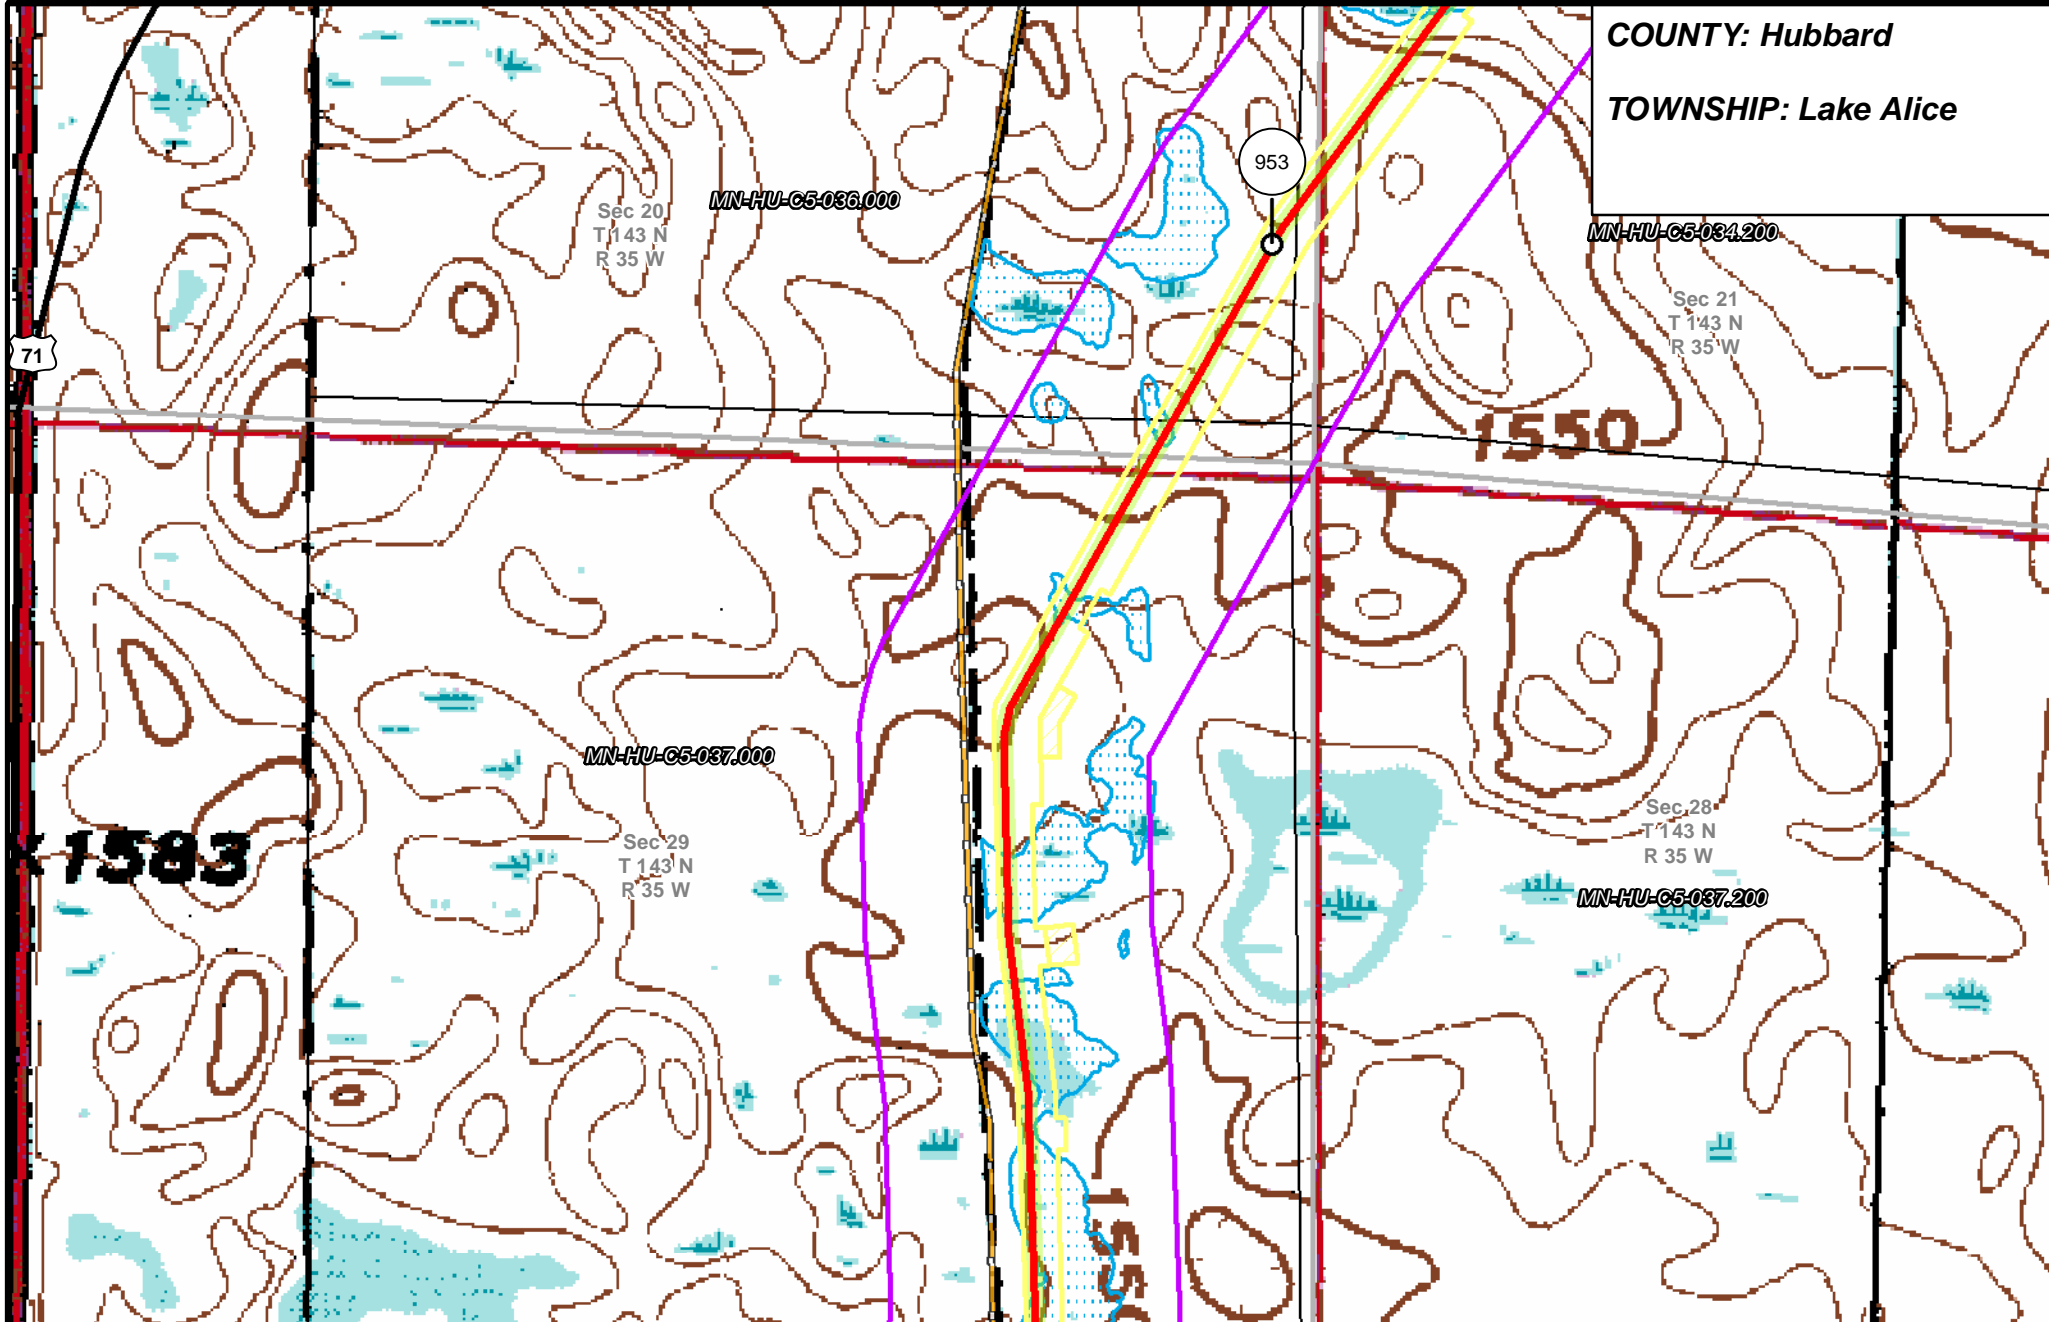 COUNTY: Hubbard
TOWNSHIP: Lake Alice
953
MN-HU-C5-036.000
Sec 20
T 143 N
R 35 W
MN-HU-C5-034.200
Sec 21
T 143 N
R 35 W
71
1550
MN-HU-C5-037.000
1583
Sec 29
T 143 N
R 35 W
Sec 28
T 143 N
R 35 W
MN-HU-C5-037.200